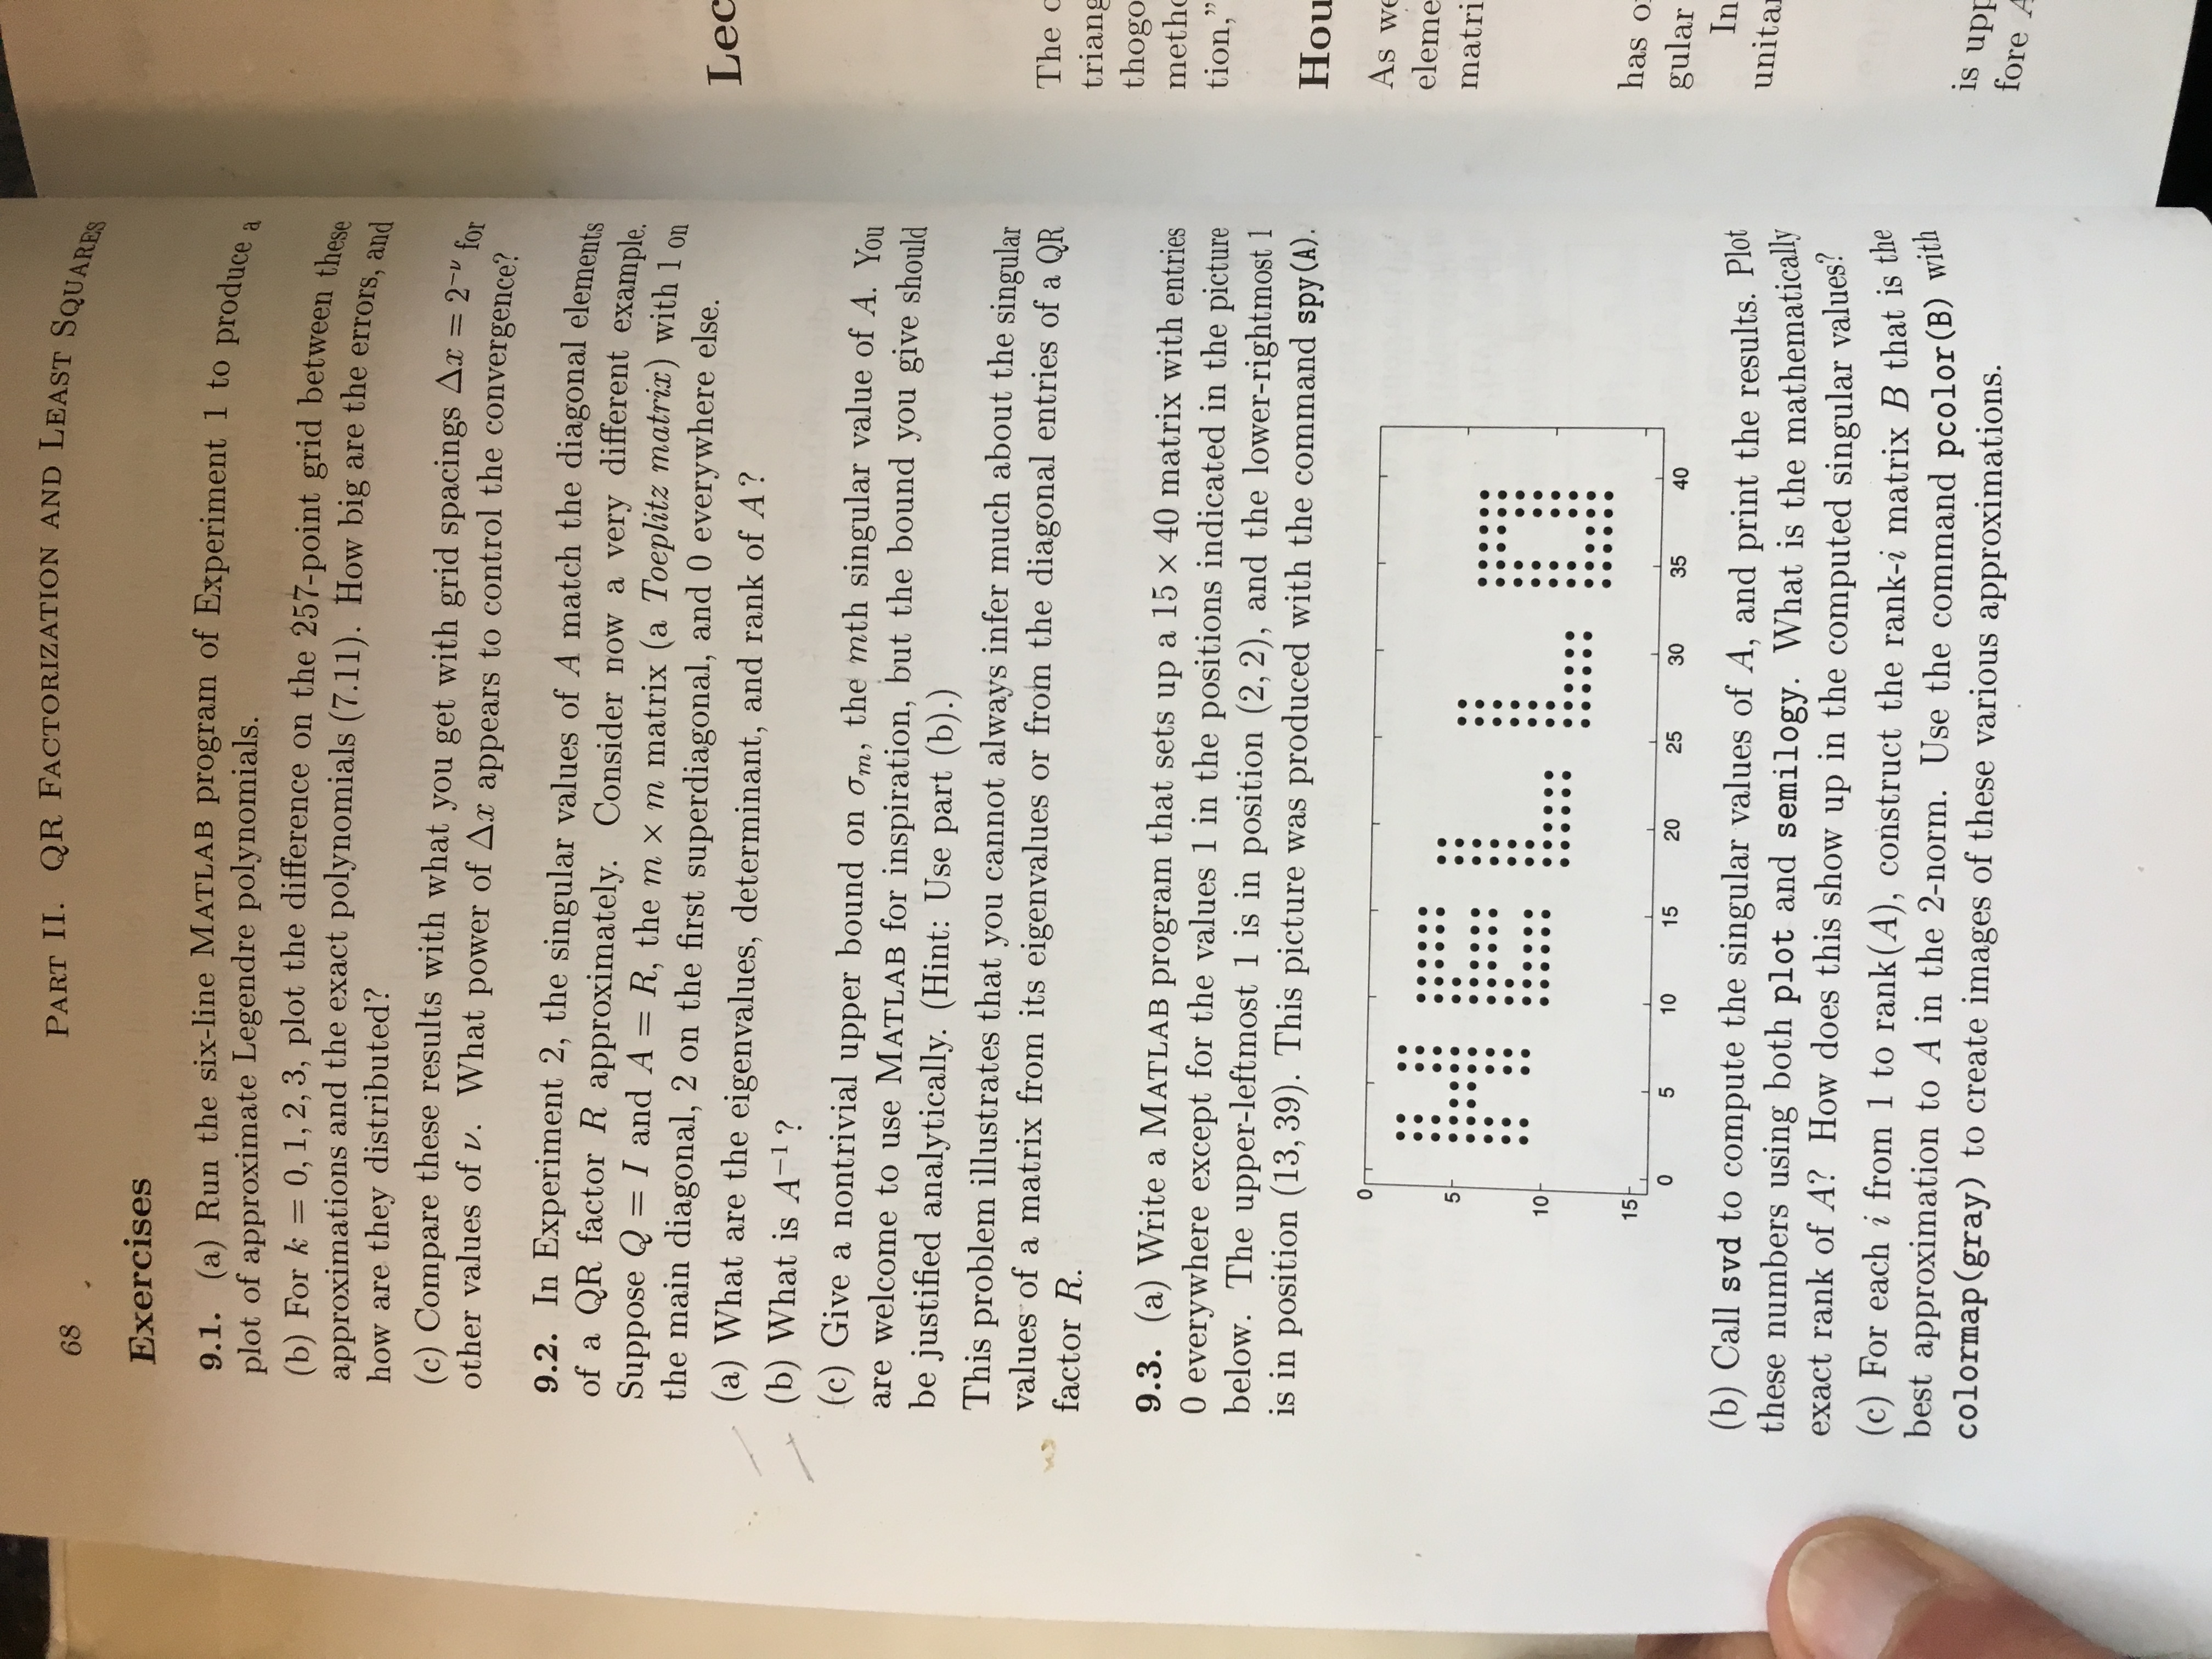 68 PART II. QR FACTORIZATION AND LEAST SQUARES
Exercises
9.1. (a) Run the six-line MATLAB program of Experiment 1 to produce a
plot of approximate Legendre polynomials.
(b) For k = 0, 1, 2, 3, plot the difference on the 257-point grid between these
approximations and the exact polynomials (7.11). How big are the errors, and
how are they distributed?
(c) Compare these results with what you get with grid spacings Δx = 2^{-ν} for
other values of ν. What power of Δx appears to control the convergence?
9.2. In Experiment 2, the singular values of A match the diagonal elements
of a QR factor R approximately. Consider now a very different example.
Suppose Q = I and A = R, the m × m matrix (a Toeplitz matrix) with 1 on
the main diagonal, 2 on the first superdiagonal, and 0 everywhere else.
(a) What are the eigenvalues, determinant, and rank of A?
(b) What is A⁻¹?
(c) Give a nontrivial upper bound on σₘ, the mth singular value of A. You
are welcome to use MATLAB for inspiration, but the bound you give should
be justified analytically. (Hint: Use part (b).)
This problem illustrates that you cannot always infer much about the singular
values of a matrix from its eigenvalues or from the diagonal entries of a QR
factor R.
9.3. (a) Write a MATLAB program that sets up a 15 × 40 matrix with entries
0 everywhere except for the values 1 in the positions indicated in the picture
below. The upper-leftmost 1 is in position (2, 2), and the lower-rightmost 1
is in position (13, 39). This picture was produced with the command spy(A).
0
5
10
15
HELLO
0 5 10 15 20 25 30 35 40
(b) Call svd to compute the singular values of A, and print the results. Plot
these numbers using both plot and semilogy. What is the mathematically
exact rank of A? How does this show up in the computed singular values?
(c) For each i from 1 to rank(A), construct the rank-i matrix B that is the
best approximation to A in the 2-norm. Use the command pcolor(B) with
colormap(gray) to create images of these various approximations.
Lec
The
triang
thogo
metho
tion,”
Hou
As we
eleme
matri
has
gular
In
unita
is upp
fore A